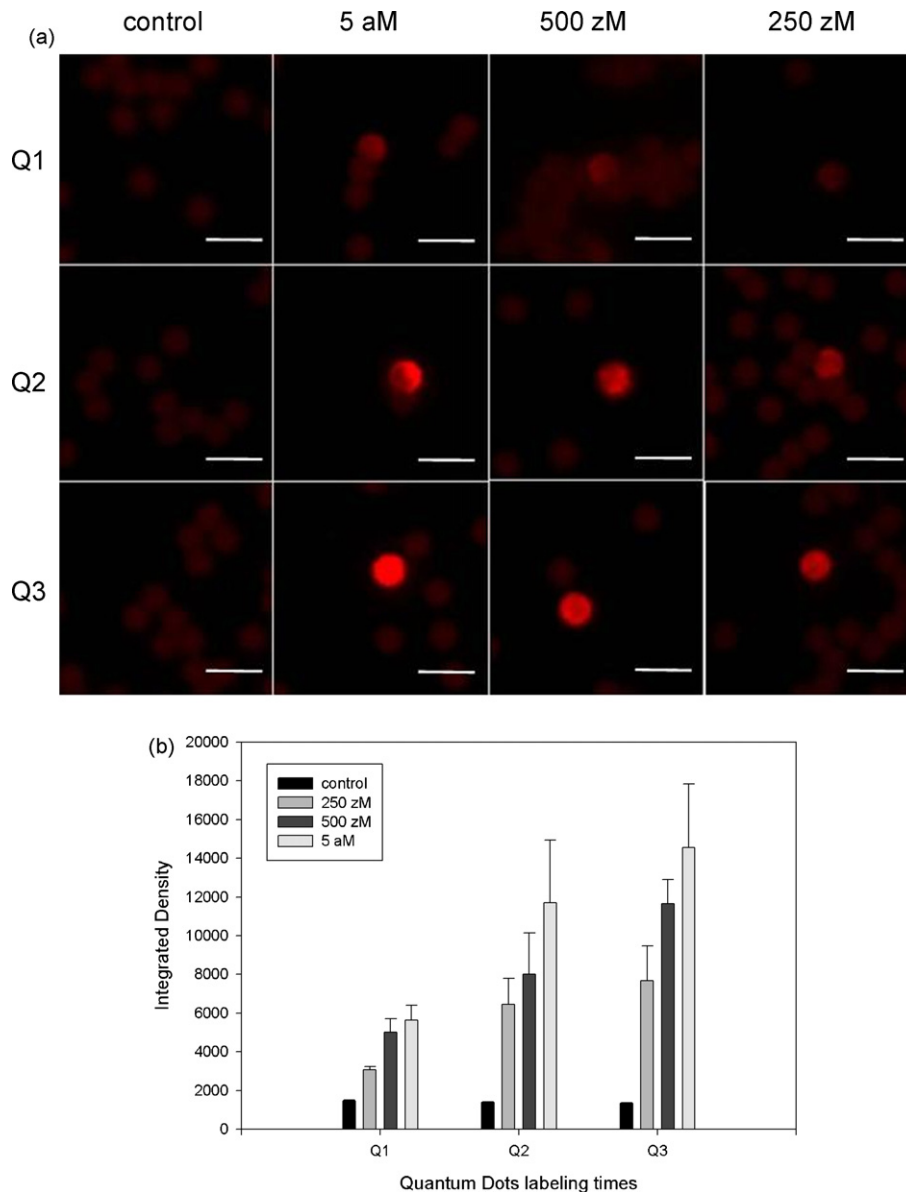 (a)
control 5 aM 500 zM 250 zM
Q1
Q2
Q3
(b)
20000
18000
16000
14000
12000
10000
8000
6000
4000
2000
0
Integrated Density
control
250 zM
500 zM
5 aM
Q1 Q2 Q3
Quantum Dots labeling times